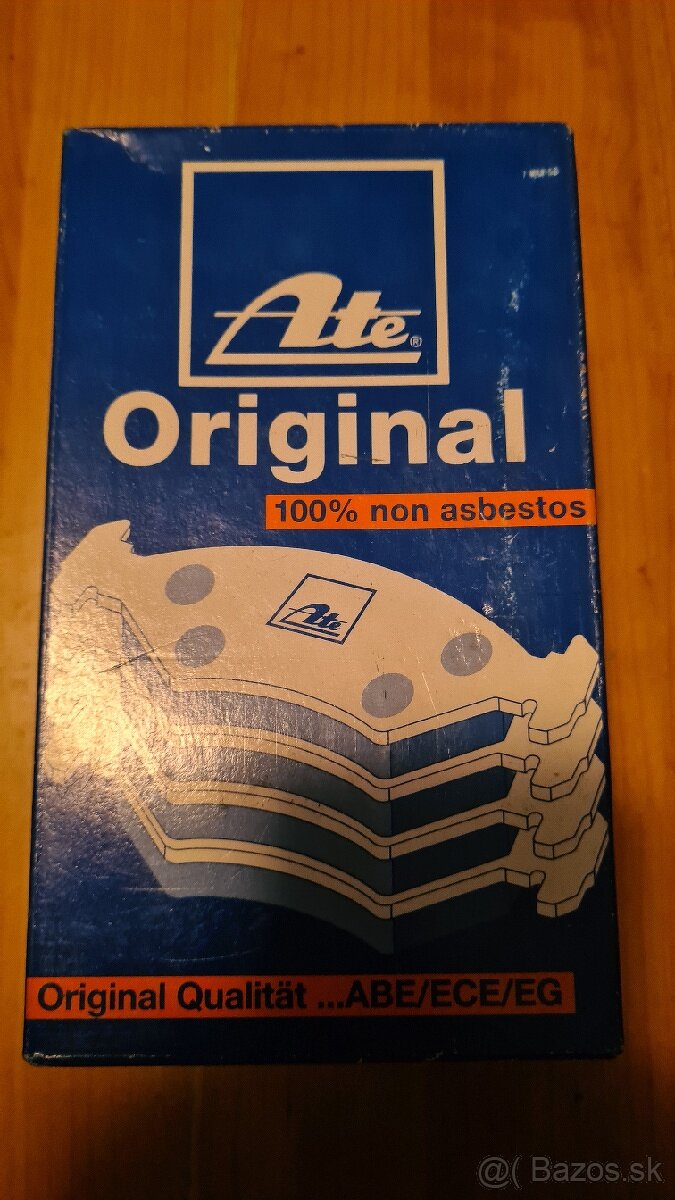 Ate®
Original
100% non asbestos
Ate
Original Qualität ...ABE/ECE/EG
@( Bazos.sk